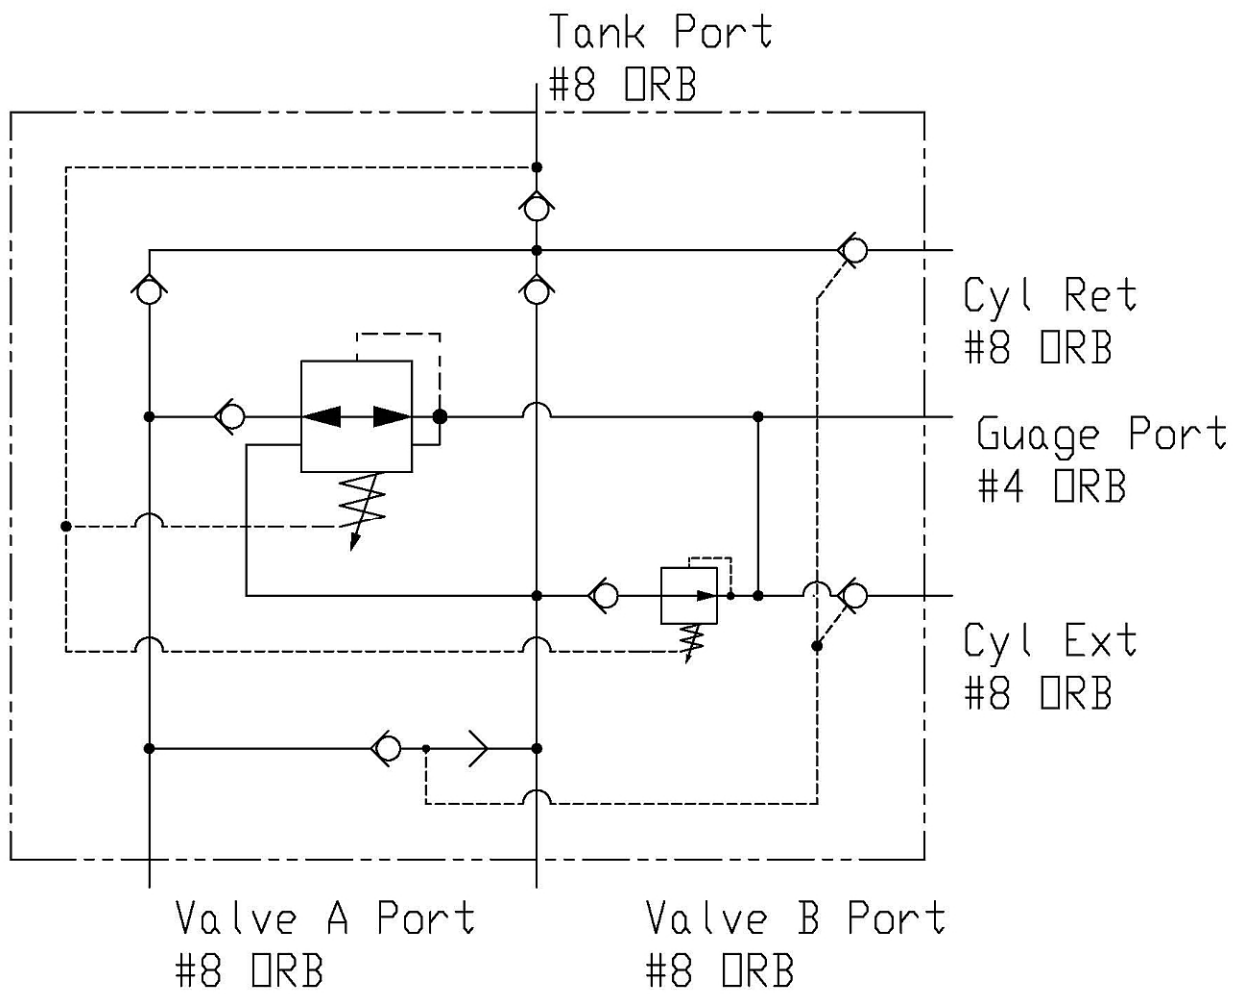 Tank Port
#8 ORB
Cyl Ret
#8 ORB
Guage Port
#4 ORB
Cyl Ext
#8 ORB
Valve A Port
#8 ORB
Valve B Port
#8 ORB